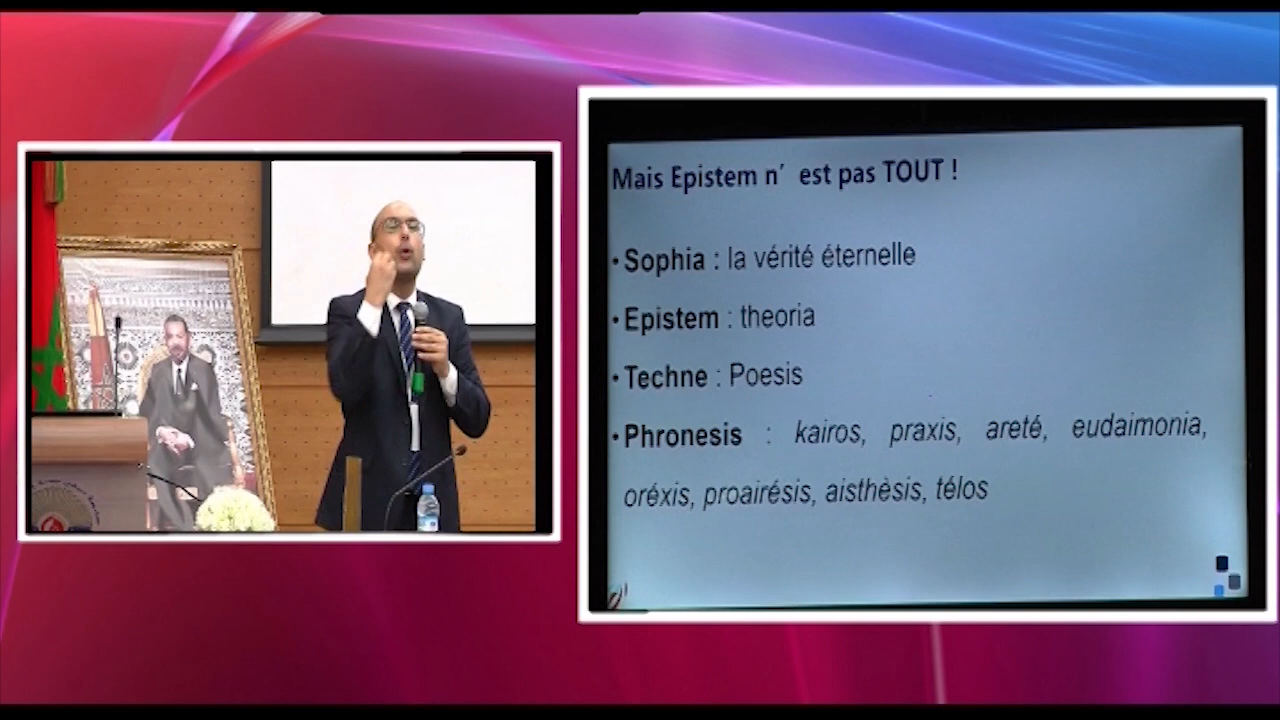 Mais Epistem n’ est pas TOUT !
• Sophia : la vérité éternelle
• Epistem : theoria
• Techne : Poesis
• Phronesis : kairos, praxis, areté, eudaimonia,
oréxis, proairésis, aisthèsis, télos